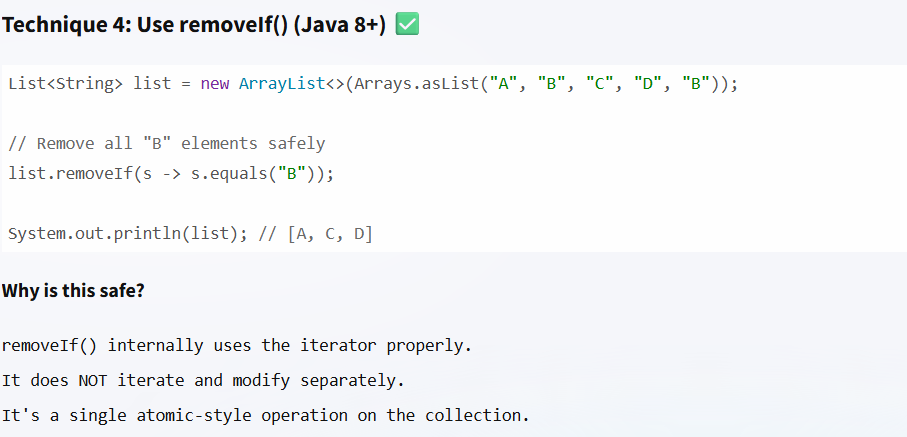 Technique 4: Use removeIf() (Java 8+) ✅
List<String> list = new ArrayList<>(Arrays.asList("A", "B", "C", "D", "B"));
// Remove all "B" elements safely
list.removeIf(s -> s.equals("B"));
System.out.println(list); // [A, C, D]
Why is this safe?
removeIf() internally uses the iterator properly.
It does NOT iterate and modify separately.
It's a single atomic-style operation on the collection.